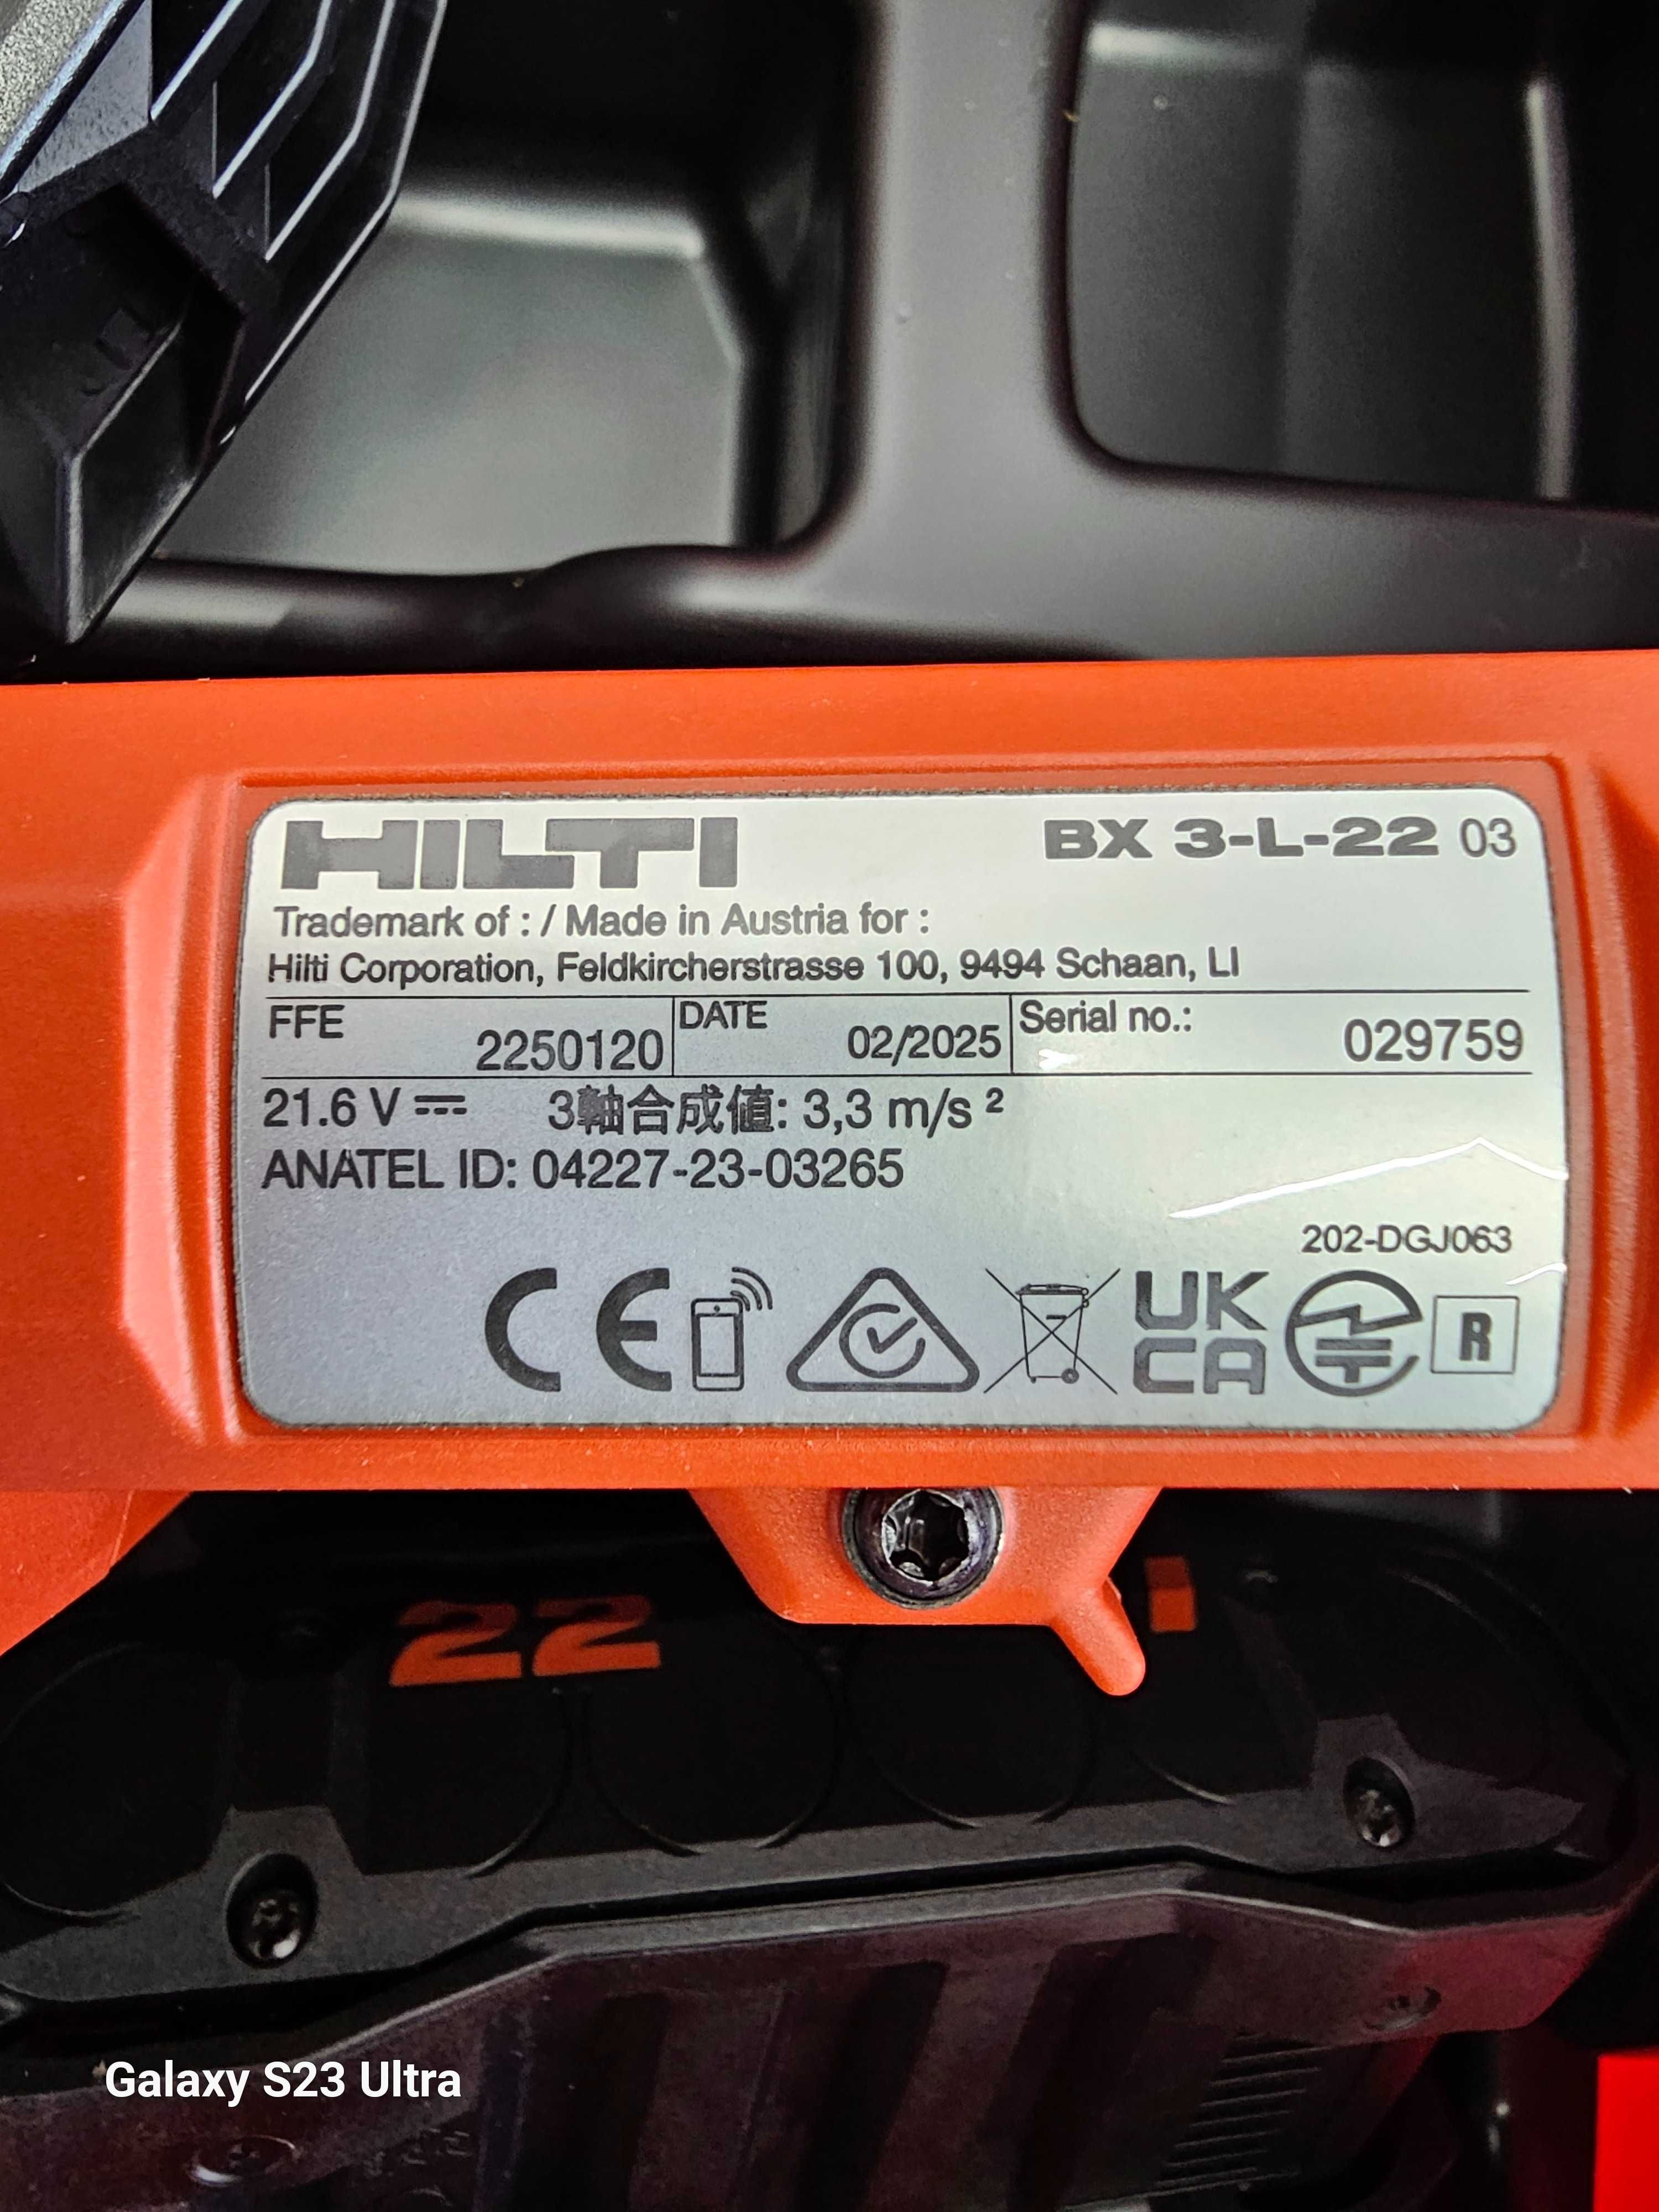 HILTI BX 3-L-22 03
Trademark of : / Made in Austria for :
Hilti Corporation, Feldkircherstrasse 100, 9494 Schaan, LI
FFE 2250120 DATE 02/2025 Serial no.: 029759
21.6 V 3軸合成値: 3,3 m/s ²
ANATEL ID: 04227-23-03265
202-DGJ063
CE UK CA R
22
Galaxy S23 Ultra